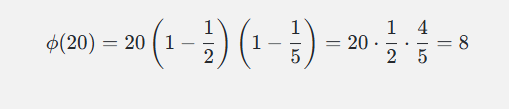 ϕ(20) = 20 (1 − 1/2) (1 − 1/5) = 20 · 1/2 · 4/5 = 8